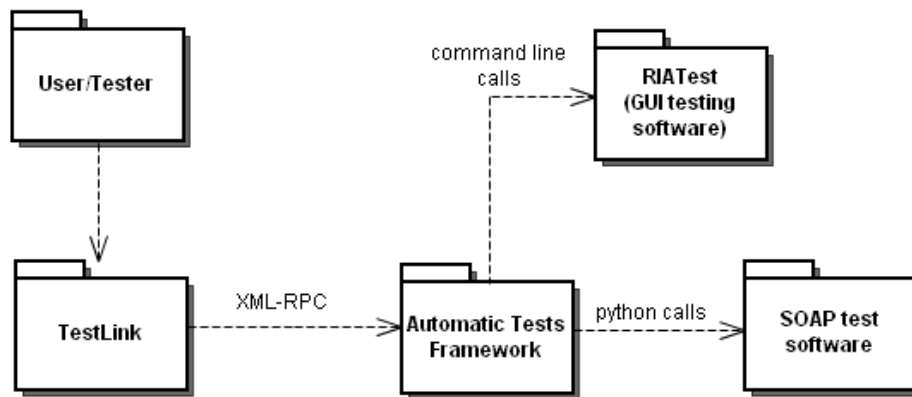 User/Tester
command line
calls
RIATest
(GUI testing
software)
TestLink
XML-RPC
Automatic Tests
Framework
python calls
SOAP test
software